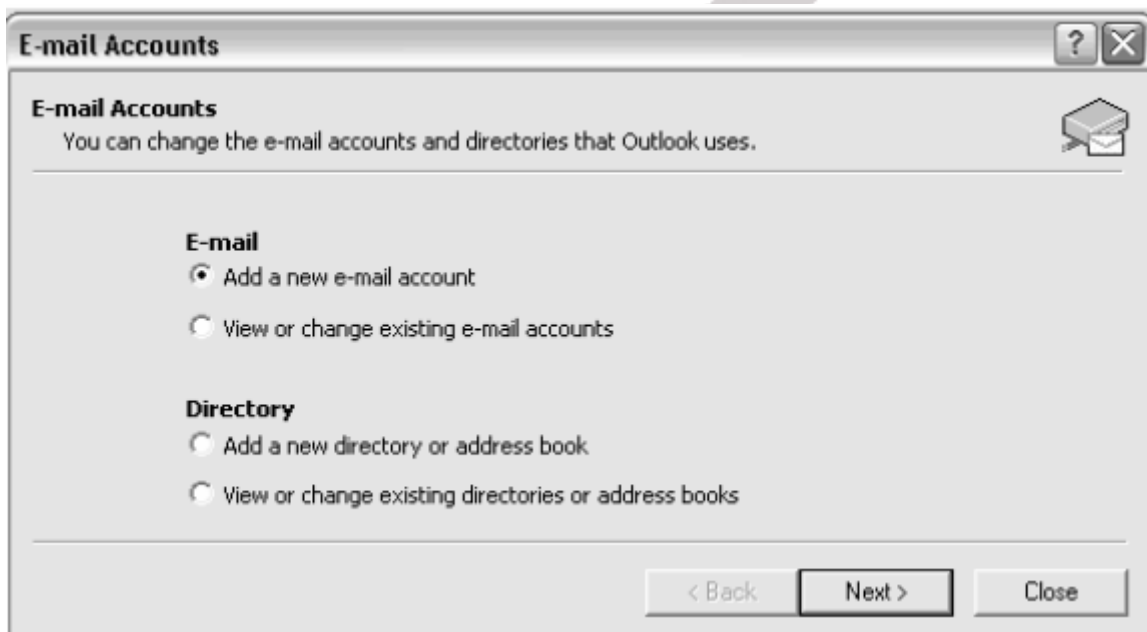 E-mail Accounts
?
E-mail Accounts
You can change the e-mail accounts and directories that Outlook uses.
E-mail
Add a new e-mail account
View or change existing e-mail accounts
Directory
Add a new directory or address book
View or change existing directories or address books
< Back Next > Close